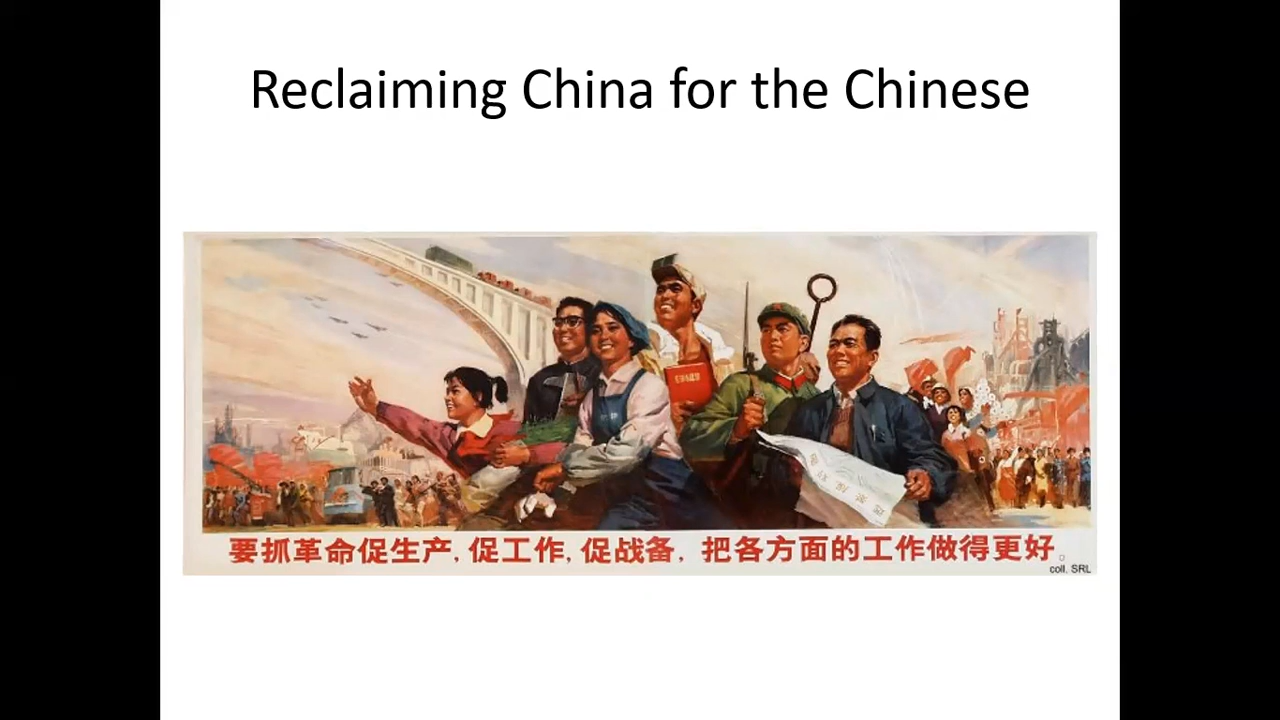 Reclaiming China for the Chinese
要抓革命促生产,促工作,促战备,把各方面的工作做得更好。
coll. SRL